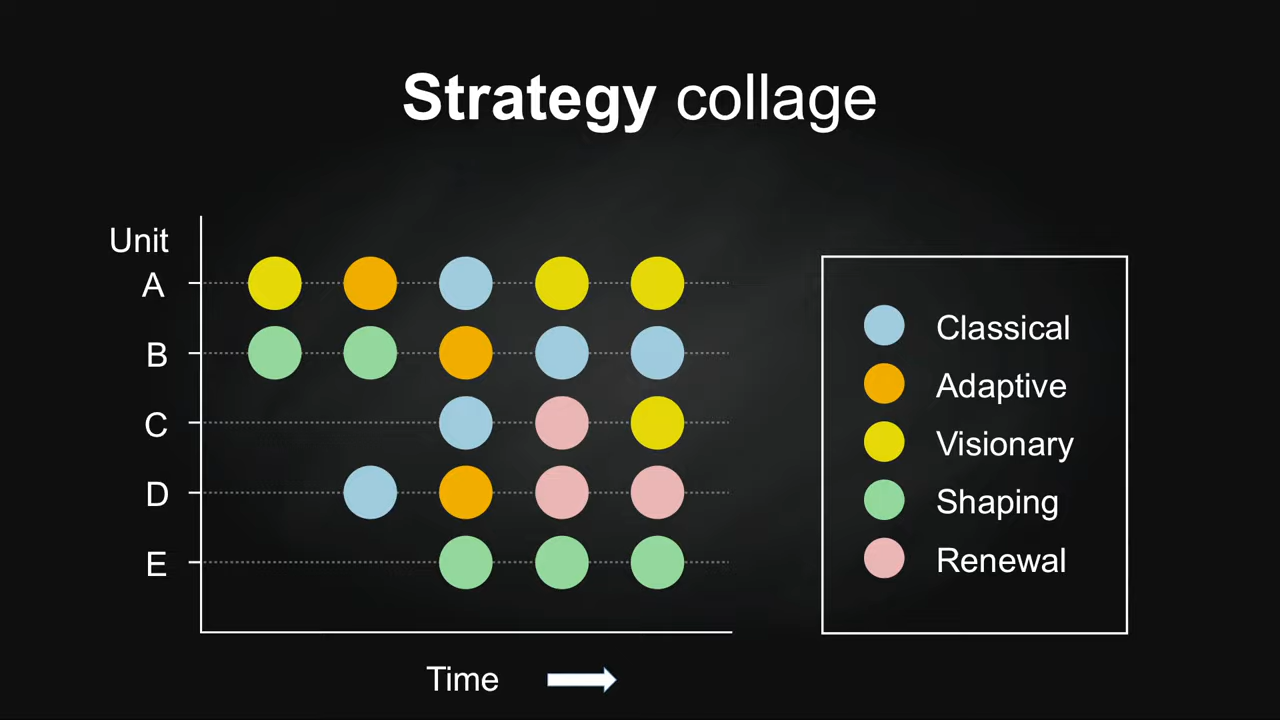 Strategy collage
Unit
A
B
C
D
E
Time
Classical
Adaptive
Visionary
Shaping
Renewal